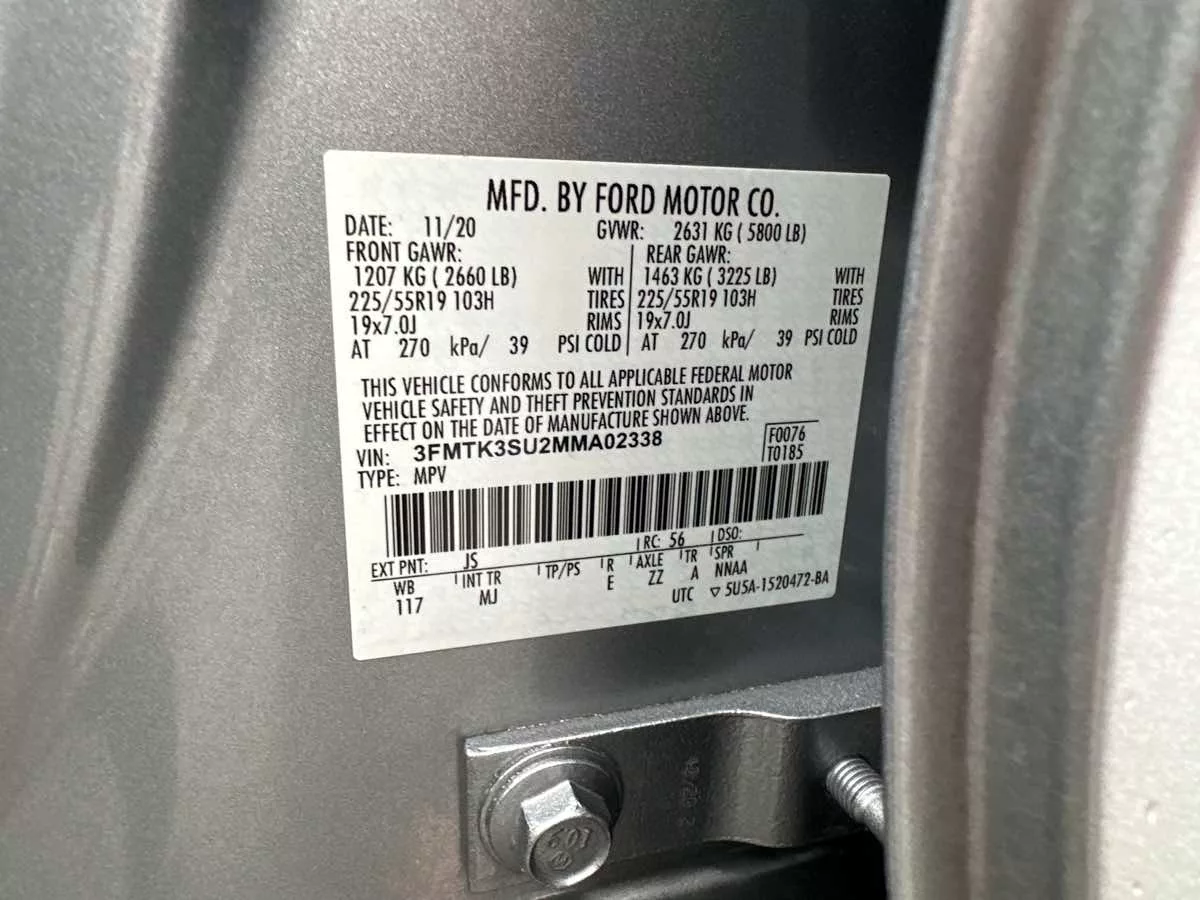 MFD. BY FORD MOTOR CO.
DATE: 11/20 GVWR: 2631 KG ( 5800 LB)
FRONT GAWR: REAR GAWR:
1207 KG ( 2660 LB) WITH 1463 KG ( 3225 LB) WITH
225/55R19 103H TIRES 225/55R19 103H TIRES
19x7.0J RIMS 19x7.0J RIMS
AT 270 kPa/ 39 PSI COLD AT 270 kPa/ 39 PSI COLD
THIS VEHICLE CONFORMS TO ALL APPLICABLE FEDERAL MOTOR
VEHICLE SAFETY AND THEFT PREVENTION STANDARDS IN
EFFECT ON THE DATE OF MANUFACTURE SHOWN ABOVE.
VIN: 3FMTK3SU2MMA02338 F0076
TYPE: MPV T0185
EXT PNT: JS RC: 56 DSO:
WB INT TR TP/PS R AXLE TR SPR
117 MJ E ZZ A NNAA
UTC ▽ 5U5A-1520472-BA